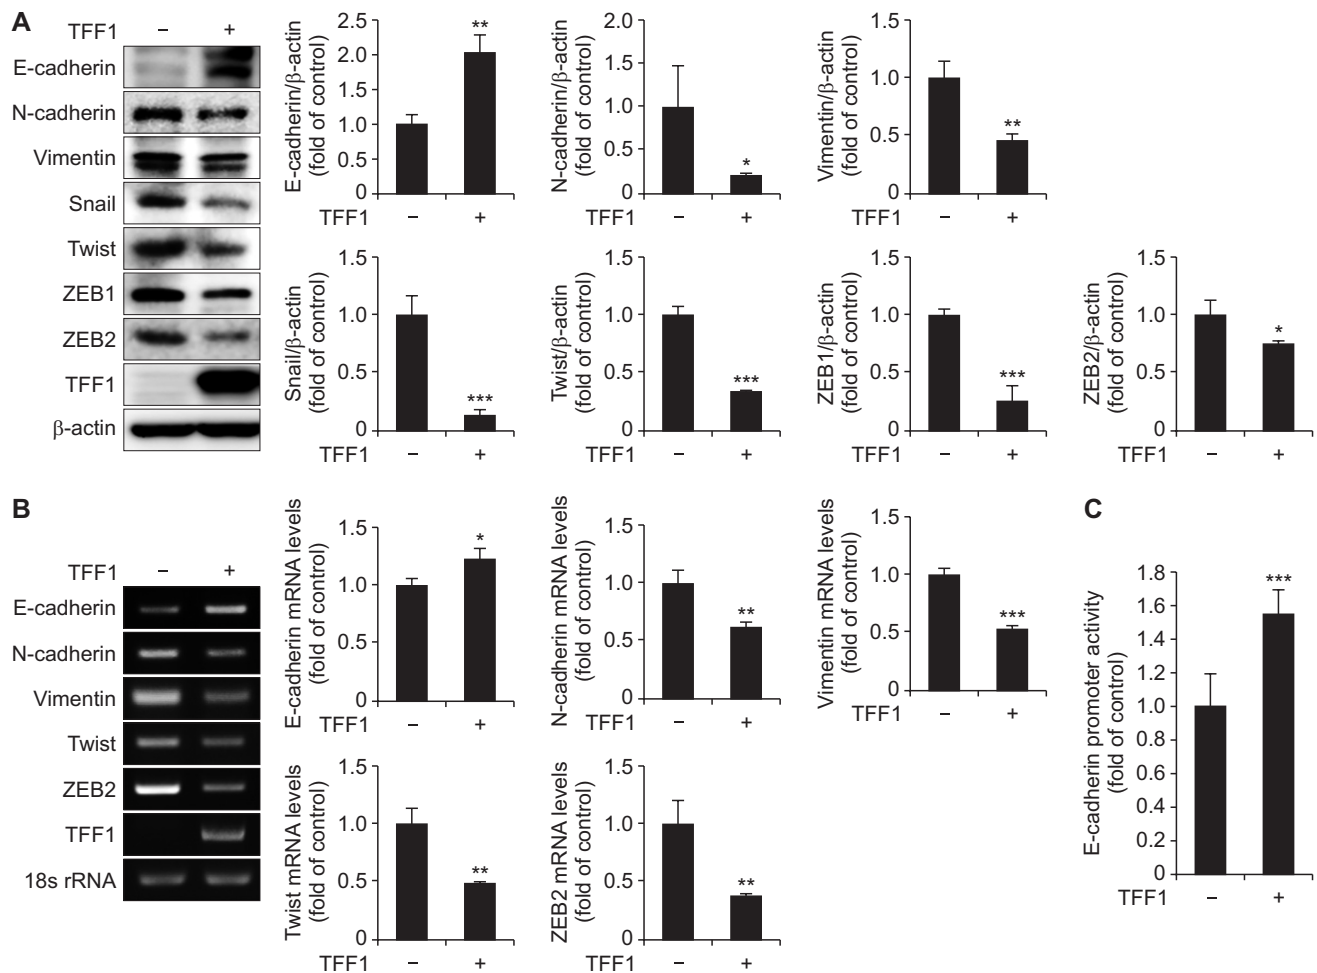 A
TFF1 – +
E-cadherin
N-cadherin
Vimentin
Snail
Twist
ZEB1
ZEB2
TFF1
β-actin
E-cadherin/β-actin
(fold of control)
2.5
2.0
1.5
1.0
0.5
0
**
TFF1 – +
N-cadherin/β-actin
(fold of control)
2.0
1.5
1.0
0.5
0
*
TFF1 – +
Vimentin/β-actin
(fold of control)
1.5
1.0
0.5
0
**
TFF1 – +
Snail/β-actin
(fold of control)
1.5
1.0
0.5
0
***
TFF1 – +
Twist/β-actin
(fold of control)
1.5
1.0
0.5
0
***
TFF1 – +
ZEB1/β-actin
(fold of control)
1.5
1.0
0.5
0
***
TFF1 – +
ZEB2/β-actin
(fold of control)
1.5
1.0
0.5
0
*
TFF1 – +
B
TFF1 – +
E-cadherin
N-cadherin
Vimentin
Twist
ZEB2
TFF1
18s rRNA
E-cadherin mRNA levels
(fold of control)
1.5
1.0
0.5
0
*
TFF1 – +
N-cadherin mRNA levels
(fold of control)
1.5
1.0
0.5
0
**
TFF1 – +
Vimentin mRNA levels
(fold of control)
1.5
1.0
0.5
0
***
TFF1 – +
Twist mRNA levels
(fold of control)
1.5
1.0
0.5
0
**
TFF1 – +
ZEB2 mRNA levels
(fold of control)
1.5
1.0
0.5
0
**
TFF1 – +
C
E-cadherin promoter activity
(fold of control)
1.8
1.6
1.4
1.2
1.0
0.8
0.6
0.4
0.2
0
***
TFF1 – +